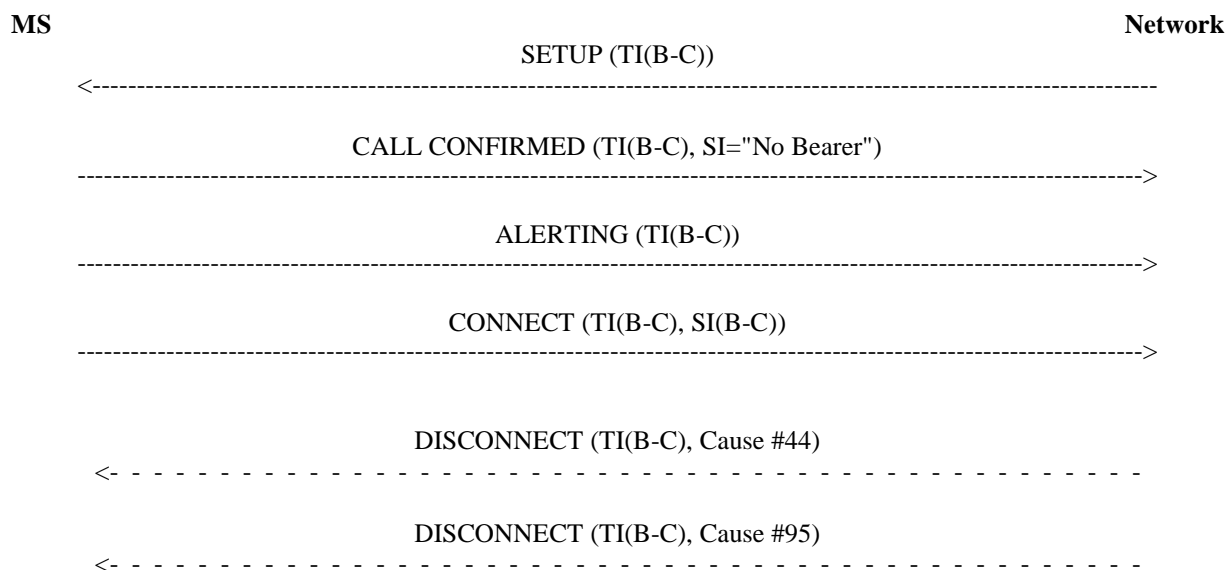 MS Network
SETUP (TI(B-C))
CALL CONFIRMED (TI(B-C), SI="No Bearer")
ALERTING (TI(B-C))
CONNECT (TI(B-C), SI(B-C))
DISCONNECT (TI(B-C), Cause #44)
DISCONNECT (TI(B-C), Cause #95)